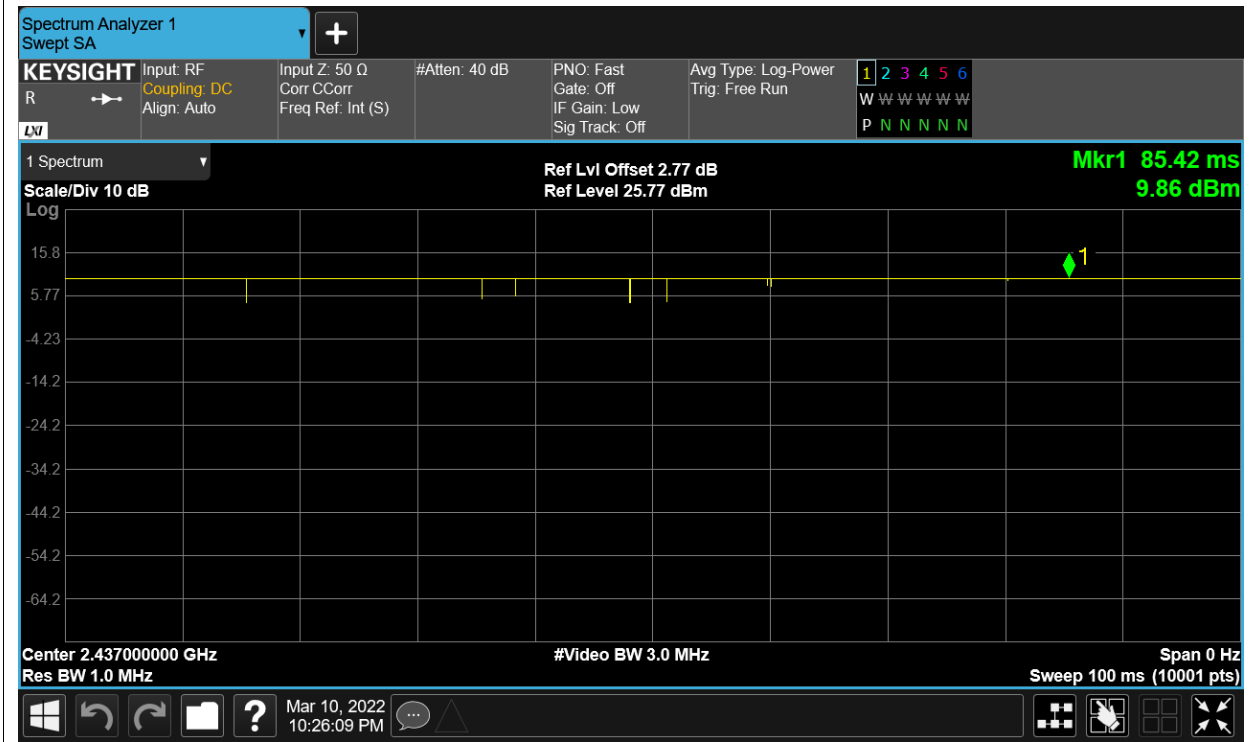 Spectrum Analyzer 1
Swept SA
KEYSIGHT
R
LXI
Input: RF
Coupling: DC
Align: Auto
Input Z: 50 Ω
Corr CCorr
Freq Ref: Int (S)
#Atten: 40 dB
PNO: Fast
Gate: Off
IF Gain: Low
Sig Track: Off
Avg Type: Log-Power
Trig: Free Run
1 2 3 4 5 6
W W W W W W
P N N N N N
1 Spectrum
Scale/Div 10 dB
Log
Ref Lvl Offset 2.77 dB
Ref Level 25.77 dBm
Mkr1 85.42 ms
9.86 dBm
15.8
1
5.77
-4.23
-14.2
-24.2
-34.2
-44.2
-54.2
-64.2
Center 2.437000000 GHz
Res BW 1.0 MHz
#Video BW 3.0 MHz
Span 0 Hz
Sweep 100 ms (10001 pts)
?
Mar 10, 2022
10:26:09 PM